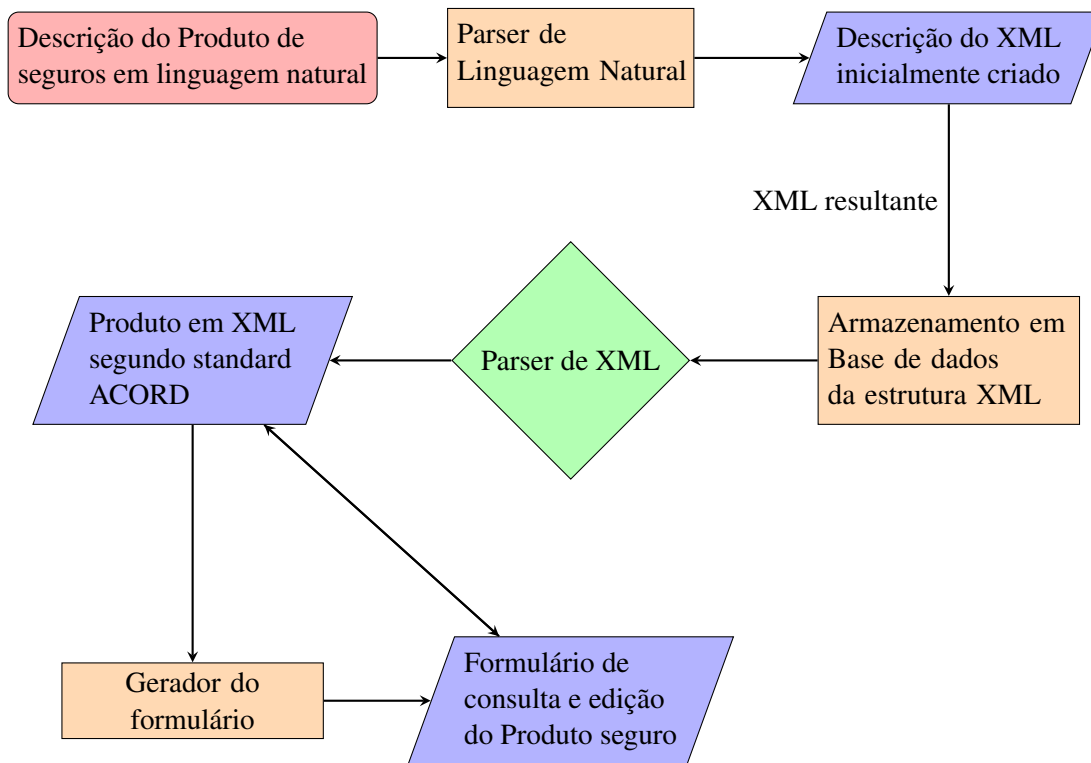 Descrição do Produto de
seguros em linguagem natural
Parser de
Linguagem Natural
Descrição do XML
inicialmente criado
XML resultante
Armazenamento em
Base de dados
da estrutura XML
Parser de XML
Produto em XML
segundo standard
ACORD
Gerador do
formulário
Formulário de
consulta e edição
do Produto seguro